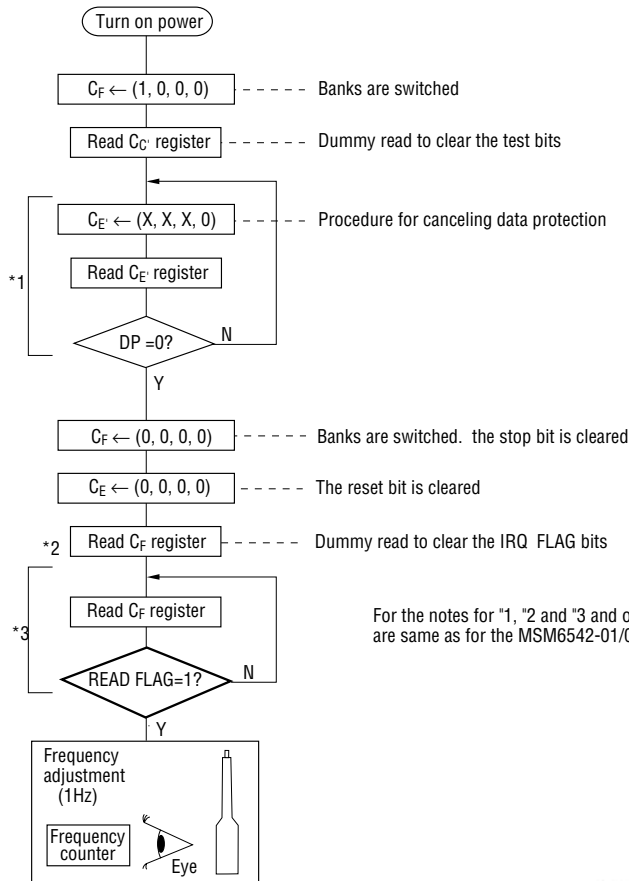 Turn on power
C_F ← (1, 0, 0, 0) Banks are switched
Read C_C' register Dummy read to clear the test bits
C_E' ← (X, X, X, 0) Procedure for canceling data protection
Read C_E' register
*1
DP =0? N
Y
C_F ← (0, 0, 0, 0) Banks are switched. the stop bit is cleared
C_E ← (0, 0, 0, 0) The reset bit is cleared
*2 Read C_F register Dummy read to clear the IRQ FLAG bits
Read C_F register
For the notes for "1, "2 and "3 and
*3
are same as for the
READ FLAG=1? N
Y
Frequency
adjustment
(1Hz)
Frequency
counter
Eye